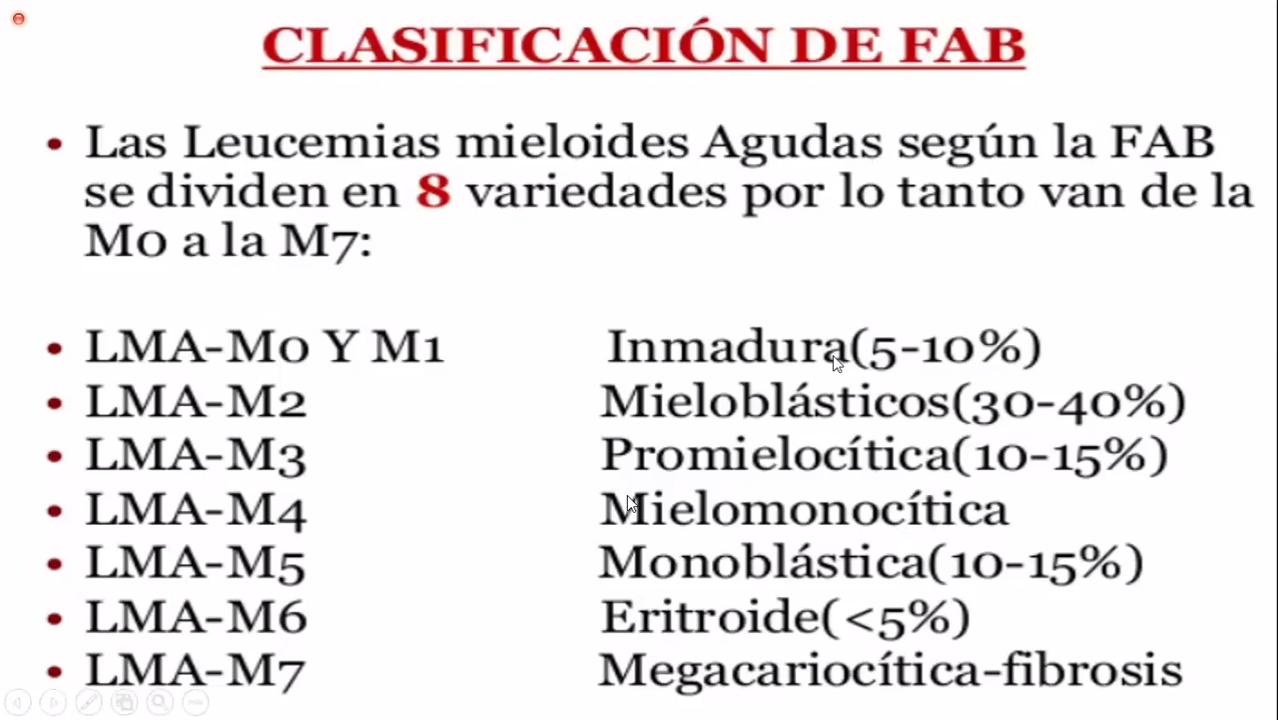 CLASIFICACIÓN DE FAB
• Las Leucemias mieloides Agudas según la FAB
se dividen en 8 variedades por lo tanto van de la
M0 a la M7:
• LMA-M0 Y M1 Inmadura(5-10%)
• LMA-M2 Mieloblásticos(30-40%)
• LMA-M3 Promielocítica(10-15%)
• LMA-M4 Mielomonocítica
• LMA-M5 Monoblástica(10-15%)
• LMA-M6 Eritroide(<5%)
• LMA-M7 Megacariocítica-fibrosis